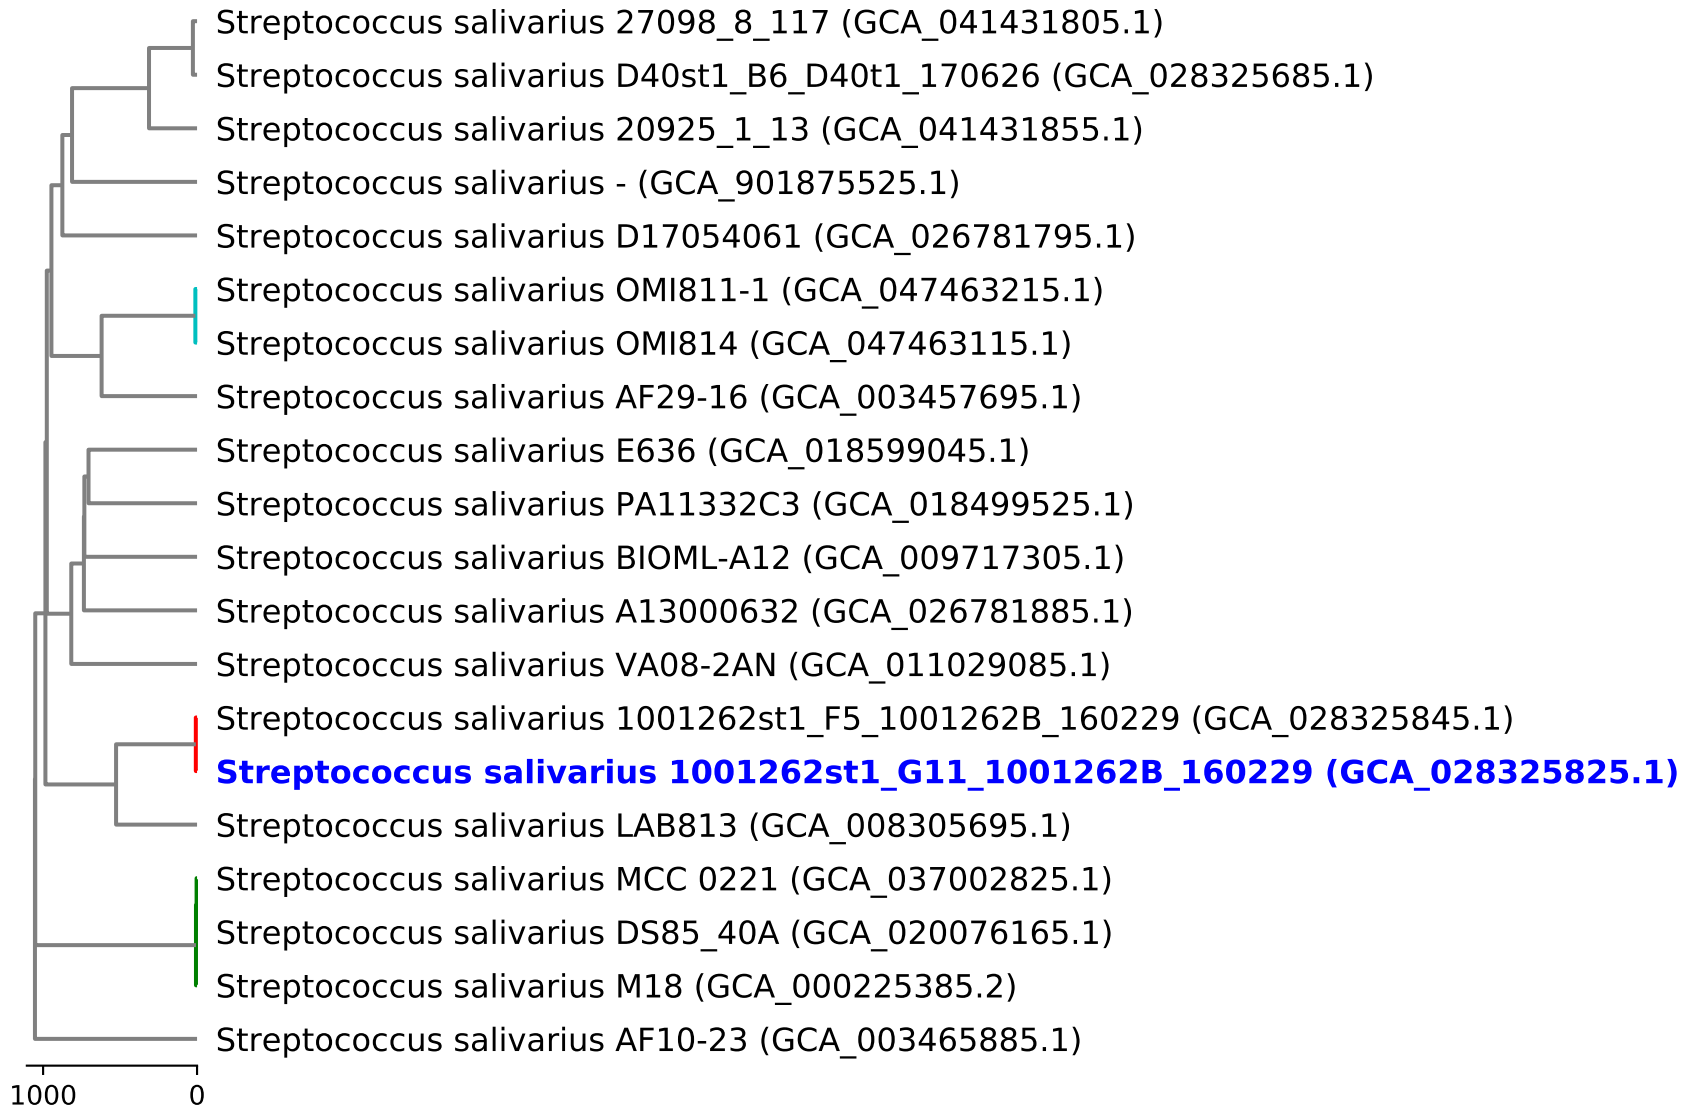 Streptococcus salivarius 27098_8_117 (GCA_041431805.1)
Streptococcus salivarius D40st1_B6_D40t1_170626 (GCA_028325685.1)
Streptococcus salivarius 20925_1_13 (GCA_041431855.1)
Streptococcus salivarius - (GCA_901875525.1)
Streptococcus salivarius D17054061 (GCA_026781795.1)
Streptococcus salivarius OMI811-1 (GCA_047463215.1)
Streptococcus salivarius OMI814 (GCA_047463115.1)
Streptococcus salivarius AF29-16 (GCA_003457695.1)
Streptococcus salivarius E636 (GCA_018599045.1)
Streptococcus salivarius PA11332C3 (GCA_018499525.1)
Streptococcus salivarius BIOML-A12 (GCA_009717305.1)
Streptococcus salivarius A13000632 (GCA_026781885.1)
Streptococcus salivarius VA08-2AN (GCA_011029085.1)
Streptococcus salivarius 1001262st1_F5_1001262B_160229 (GCA_028325845.1)
Streptococcus salivarius 1001262st1_G11_1001262B_160229 (GCA_028325825.1)
Streptococcus salivarius LAB813 (GCA_008305695.1)
Streptococcus salivarius MCC 0221 (GCA_037002825.1)
Streptococcus salivarius DS85_40A (GCA_020076165.1)
Streptococcus salivarius M18 (GCA_000225385.2)
Streptococcus salivarius AF10-23 (GCA_003465885.1)
1000 0